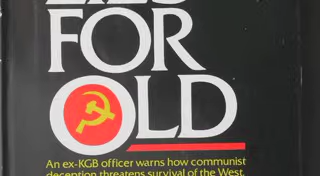 FOR
OLD
An ex-KGB officer warns how communist
deception threatens survival of the West.